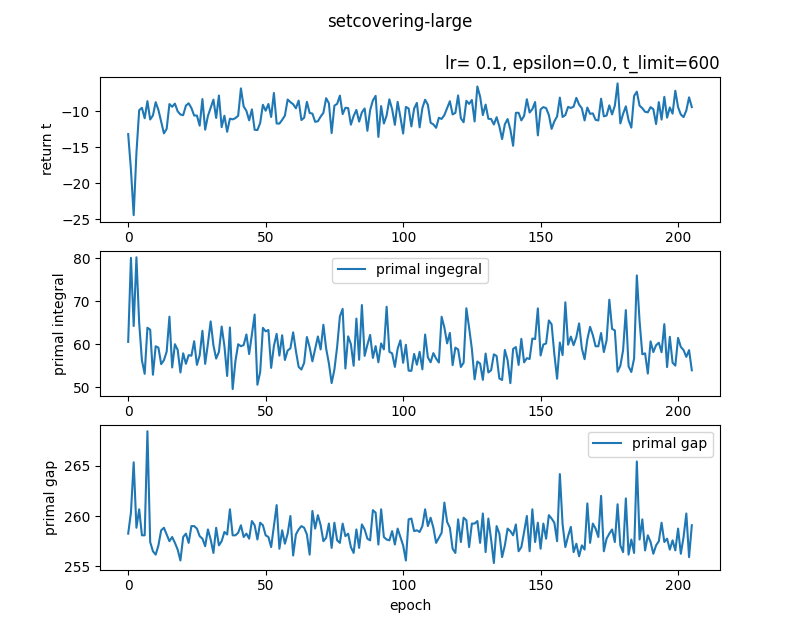 setcovering-large
lr= 0.1, epsilon=0.0, t_limit=600
return t
−10
−15
−20
−25
0 50 100 150 200
primal integral
primal ingegral
80
70
60
50
0 50 100 150 200
primal gap
primal gap
265
260
255
0 50 100 150 200
epoch